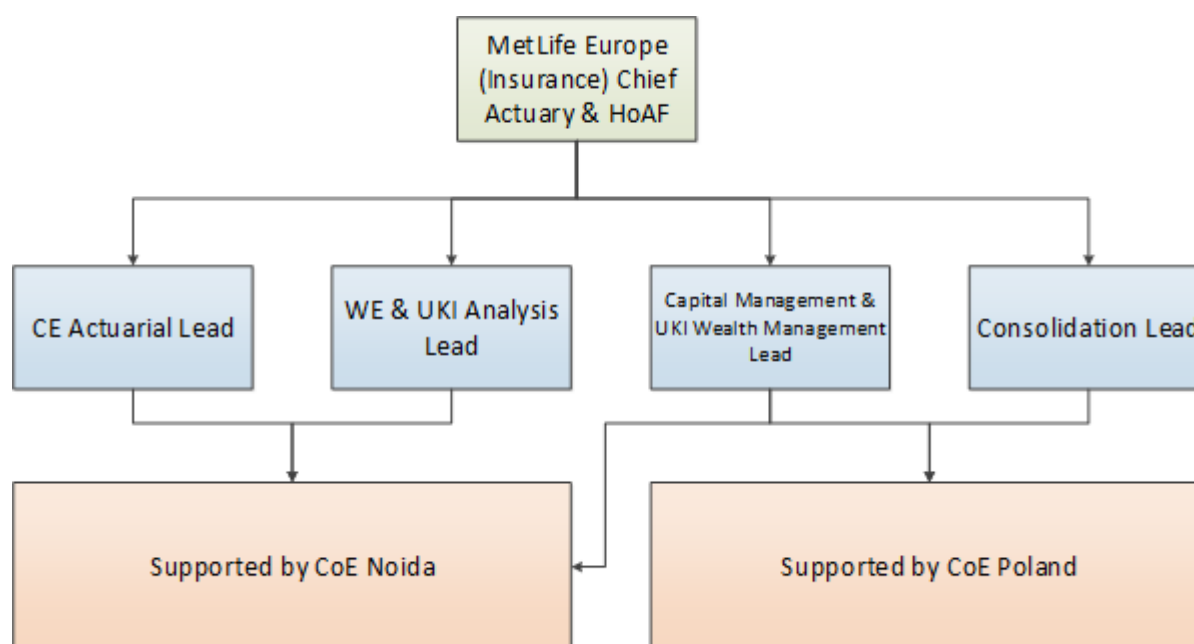 MetLife Europe
(Insurance) Chief
Actuary & HoAF
CE Actuarial Lead
WE & UKI Analysis
Lead
Capital Management &
UKI Wealth Management
Lead
Consolidation Lead
Supported by CoE Noida
Supported by CoE Poland